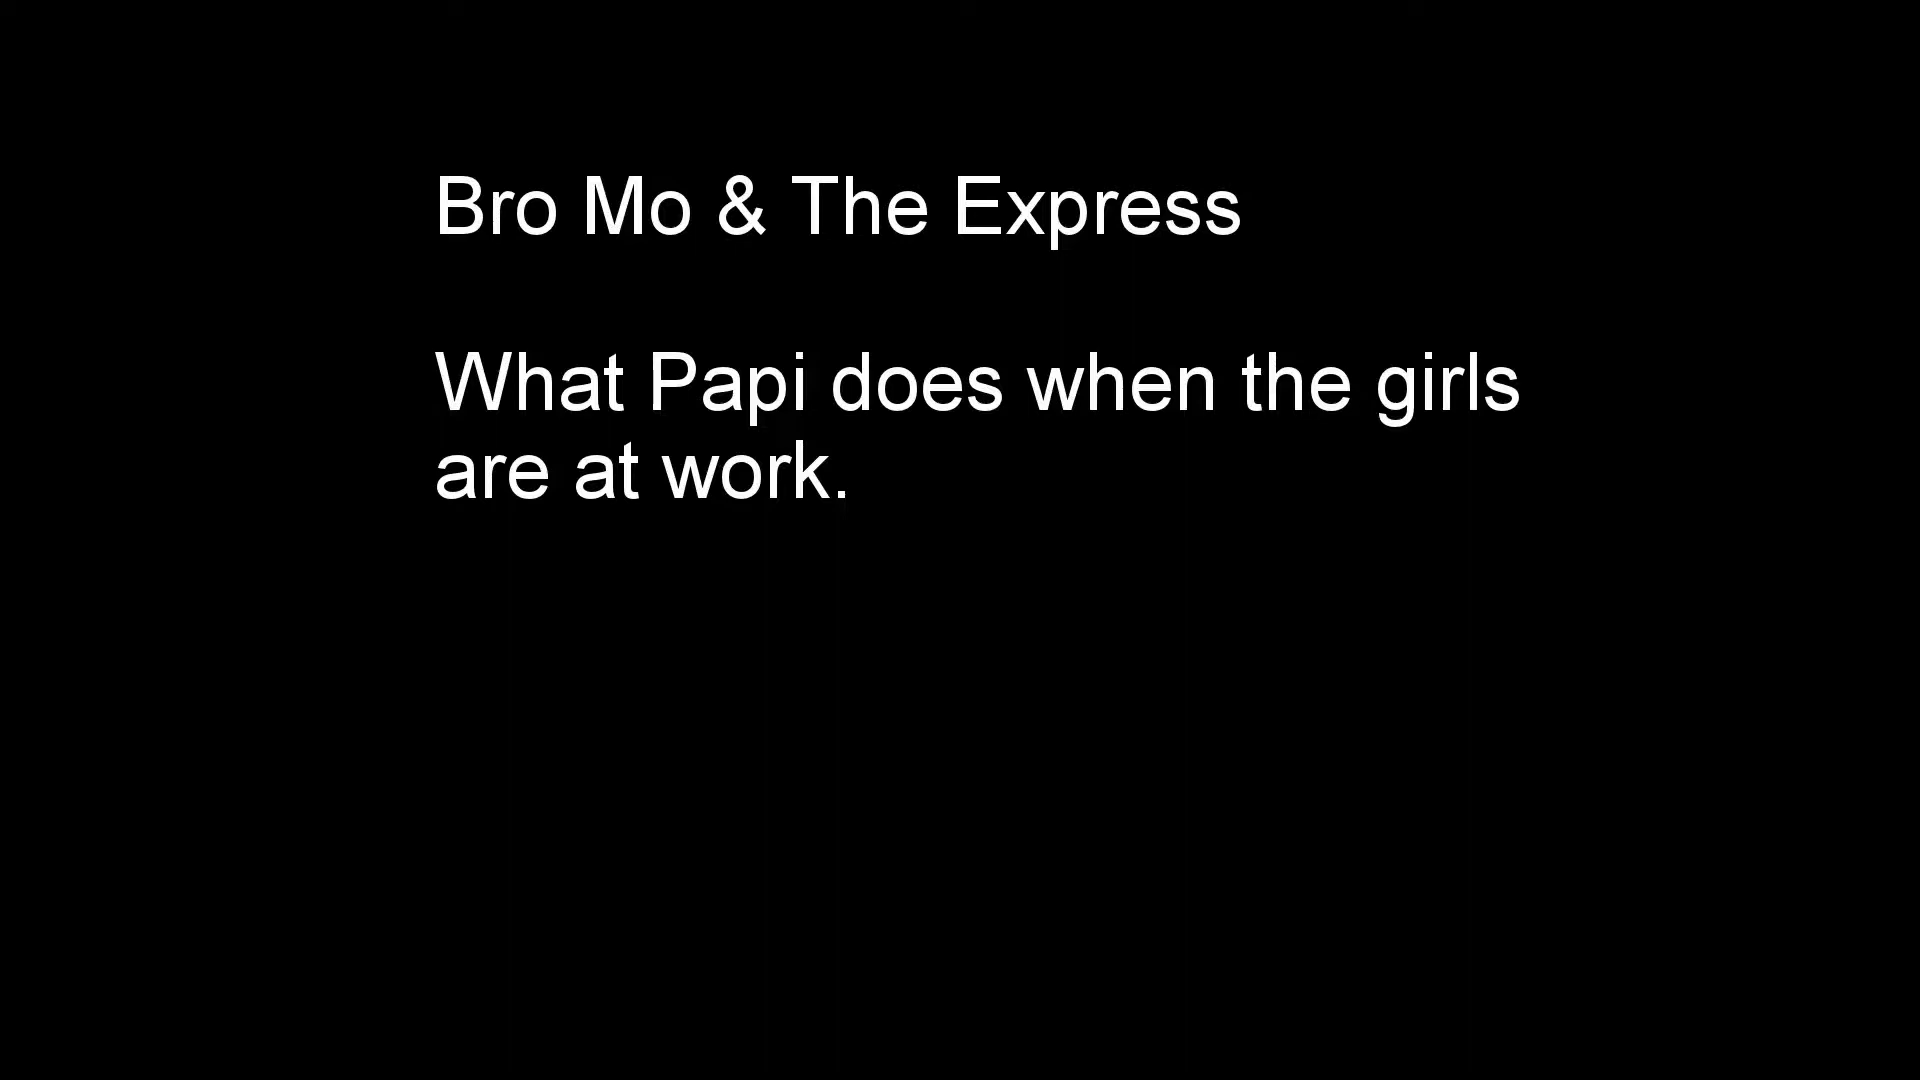 Bro Mo & The Express
What Papi does when the girls
are at work.